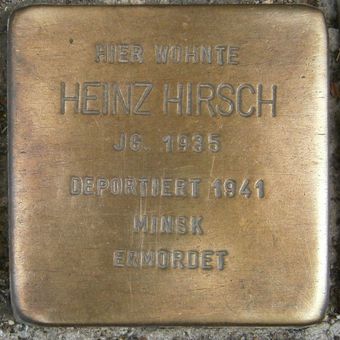 HIER WOHNTE
HEINZ HIRSCH
JG. 1935
DEPORTIERT 1941
MINSK
ERMORDET